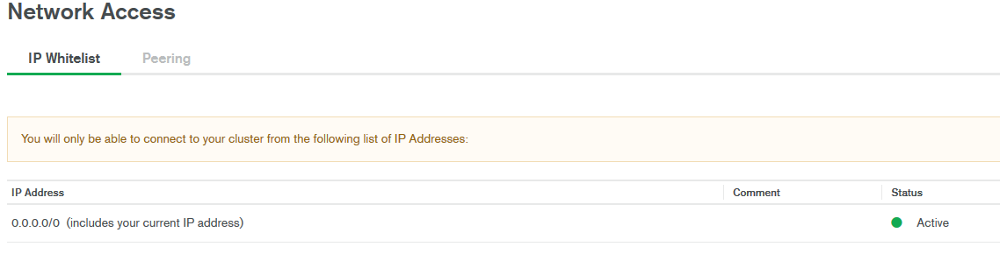 Network Access
IP Whitelist Peering
You will only be able to connect to your cluster from the following list of IP Addresses:
IP Address Comment Status
0.0.0.0/0 (includes your current IP address) Active